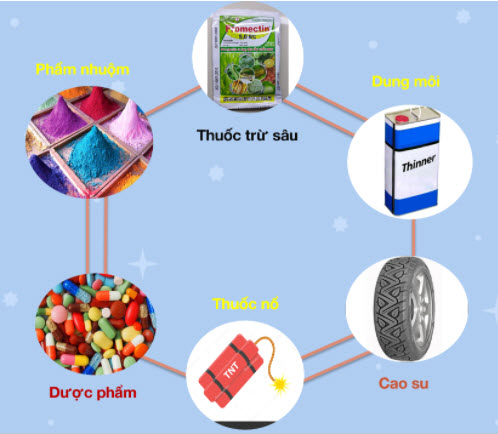 Phẩm nhuộm
Thuốc trừ sâu
Dung môi
Thinner
Thuốc nổ
TNT
Dược phẩm
Cao su